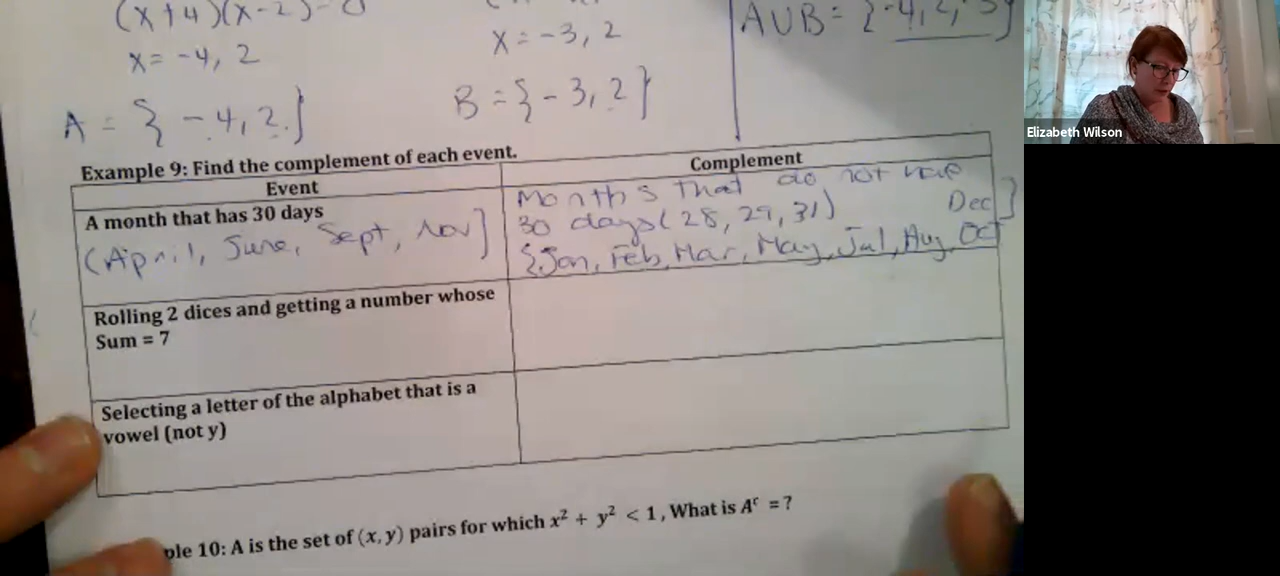 (x+4)(x-2)=0
x = -4, 2
x = -3, 2
A∪B = {-4, 2, -3}
A = {-4, 2}
B = {-3, 2}
Example 9: Find the complement of each event.
Event
Complement
A month that has 30 days
(April, June, Sept, Nov]
Months that do not have
30 days (28, 29, 31)
Dec}
{Jan, Feb, Mar, May, Jul, Aug, Oct
Rolling 2 dices and getting a number whose
Sum = 7
Selecting a letter of the alphabet that is a
vowel (not y)
ple 10: A is the set of (x, y) pairs for which x² + y² < 1, What is Aᶜ = ?
Elizabeth Wilson